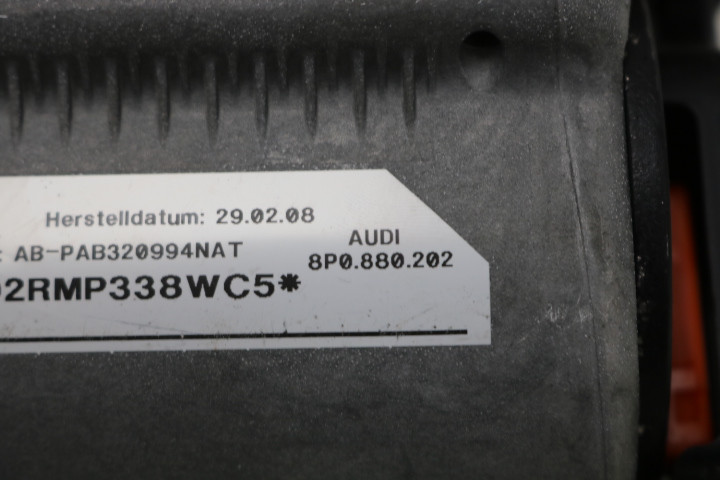 Herstelldatum: 29.02.08
: AB-PAB320994NAT
AUDI
8P0.880.202
2RMP338WC5*